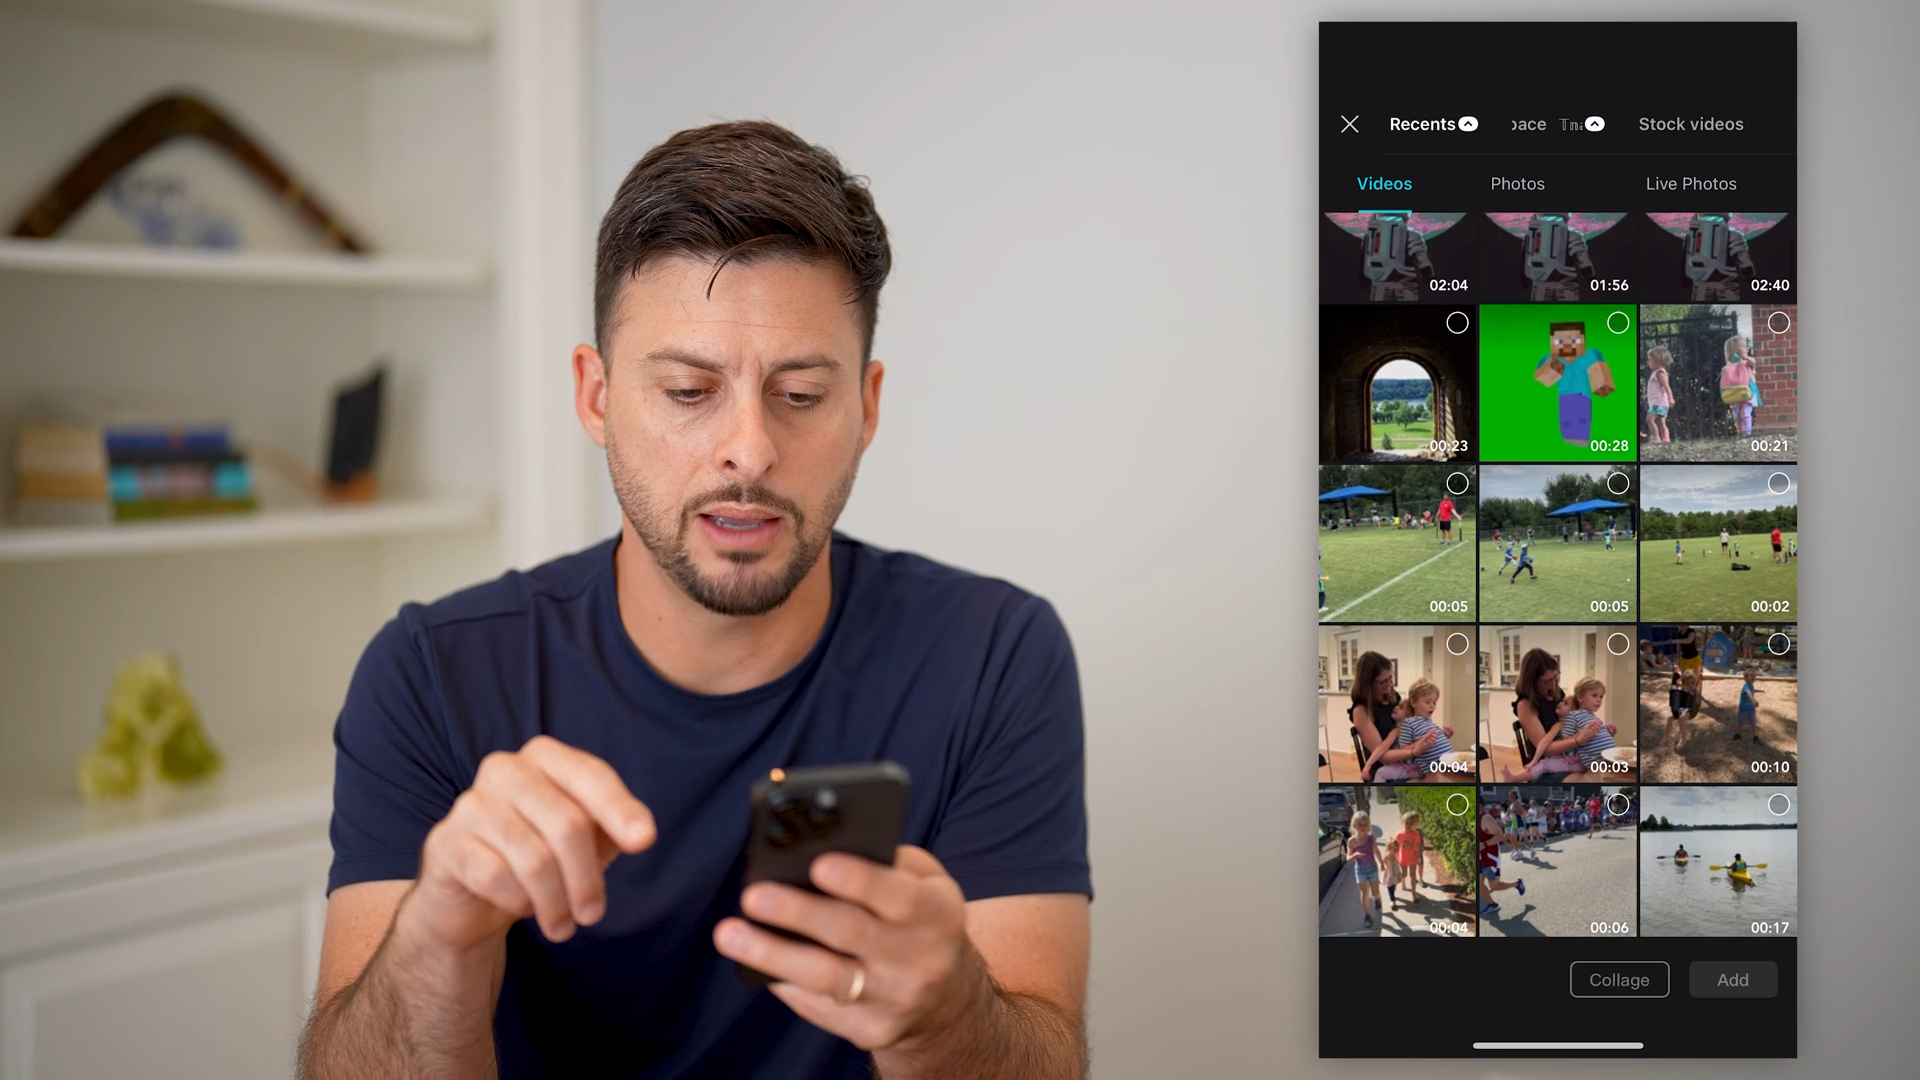 Recents
Stock videos
Videos Photos Live Photos
02:04 01:56 02:40
00:23 00:28 00:21
00:05 00:05 00:02
00:04 00:03 00:10
00:04 00:06 00:17
Collage Add